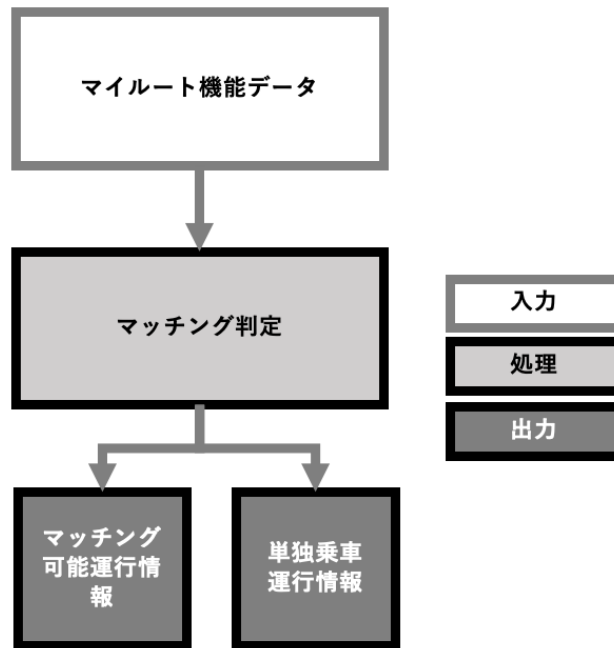 マイルート機能データ
マッチング判定
入力
処理
出力
マッチング
可能運行情
報
単独乗車
運行情報